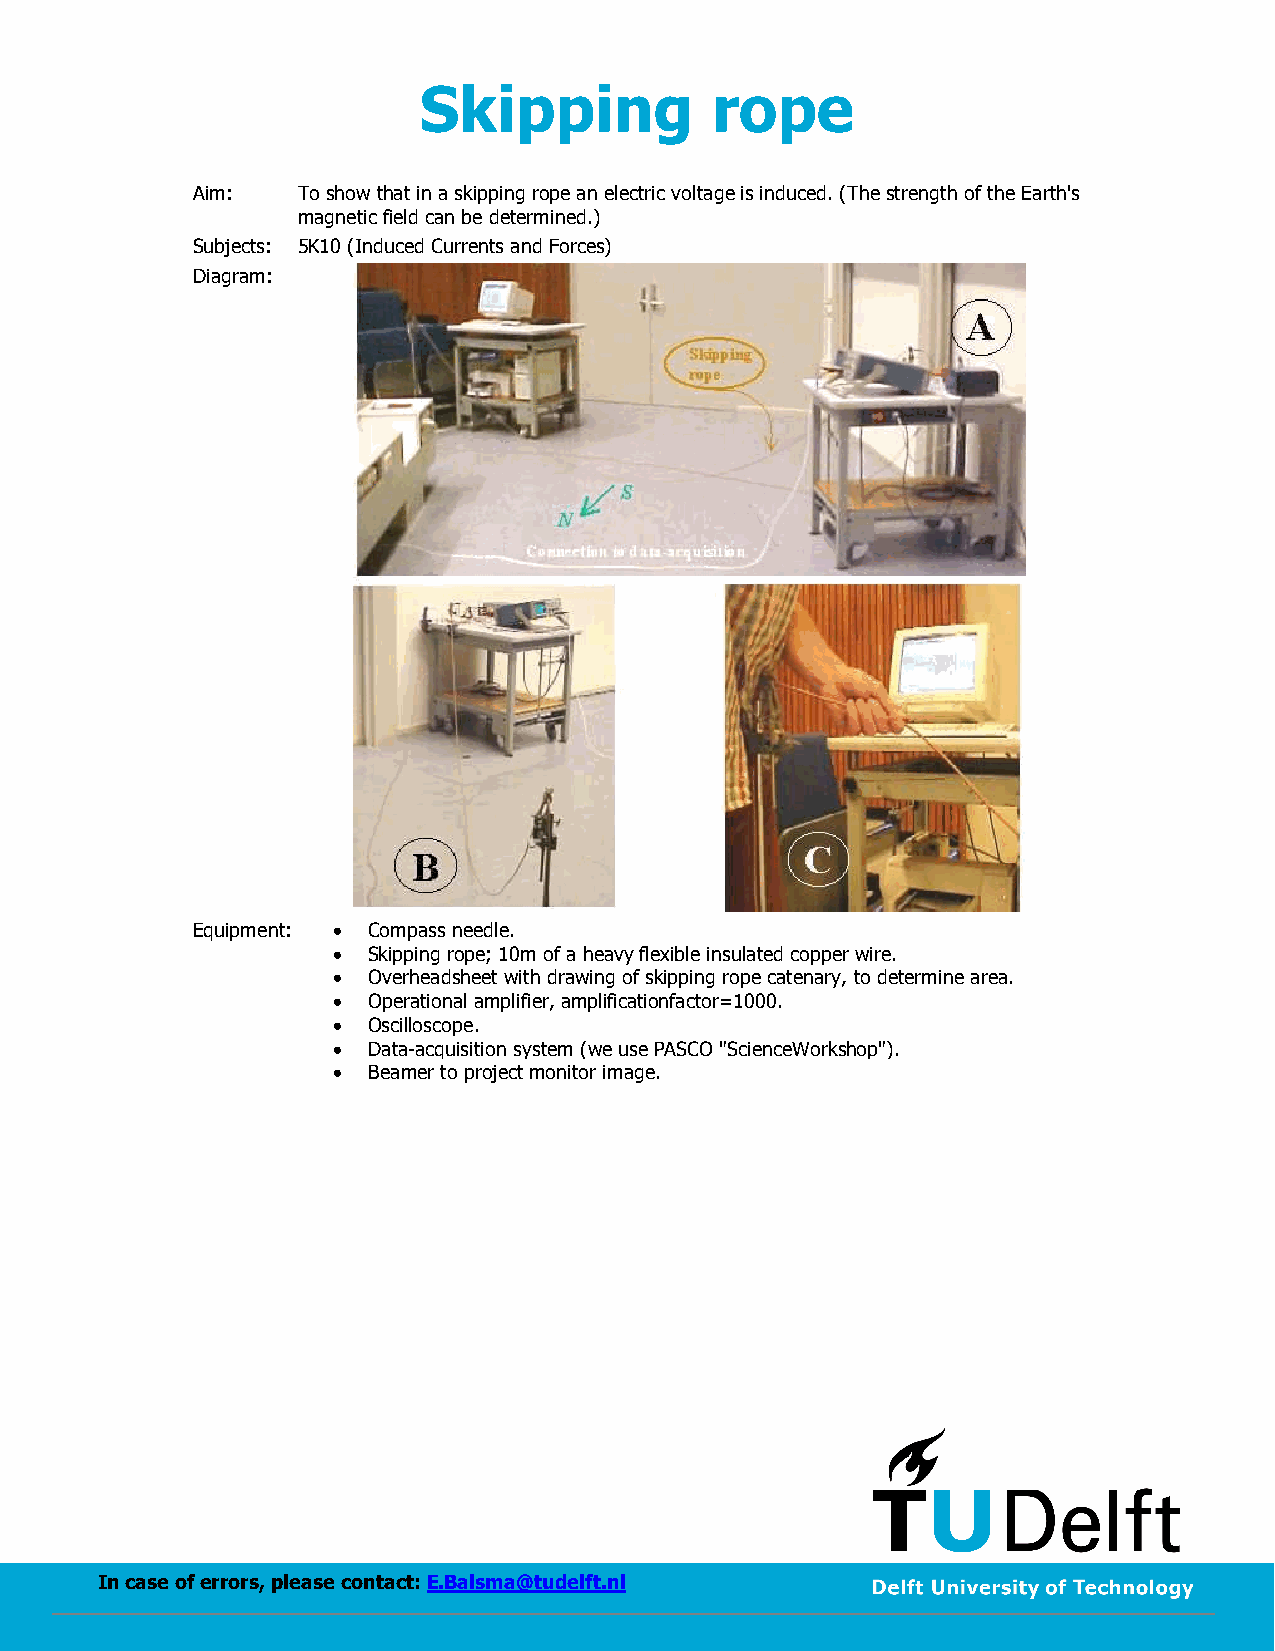 Skipping rope
Aim: To show that in a skipping rope an electric voltage is induced. (The strength of the Earth's
magnetic field can be determined.)
Subjects: 5K10 (Induced Currents and Forces)
Diagram:
A
Skipping
rope
S
N
Connection to data-acquisition
B
C
Equipment: • Compass needle.
• Skipping rope; 10m of a heavy flexible insulated copper wire.
• Overheadsheet with drawing of skipping rope catenary, to determine area.
• Operational amplifier, amplificationfactor=1000.
• Oscilloscope.
• Data-acquisition system (we use PASCO "ScienceWorkshop").
• Beamer to project monitor image.
TUDelft
In case of errors, please contact: E.Balsma@tudelft.nl
Delft University of Technology